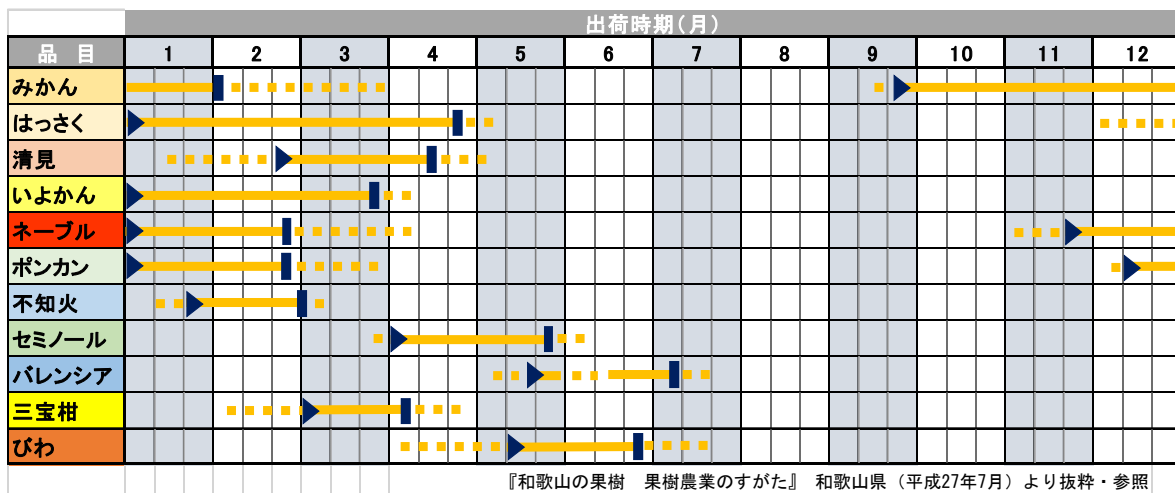 出荷時期(月)
品 目 1 2 3 4 5 6 7 8 9 10 11 12
みかん
はっさく
清見
いよかん
ネーブル
ポンカン
不知火
セミノール
バレンシア
三宝柑
びわ
『和歌山の果樹 果樹農業のすがた』 和歌山県（平成27年7月）より抜粋・参照